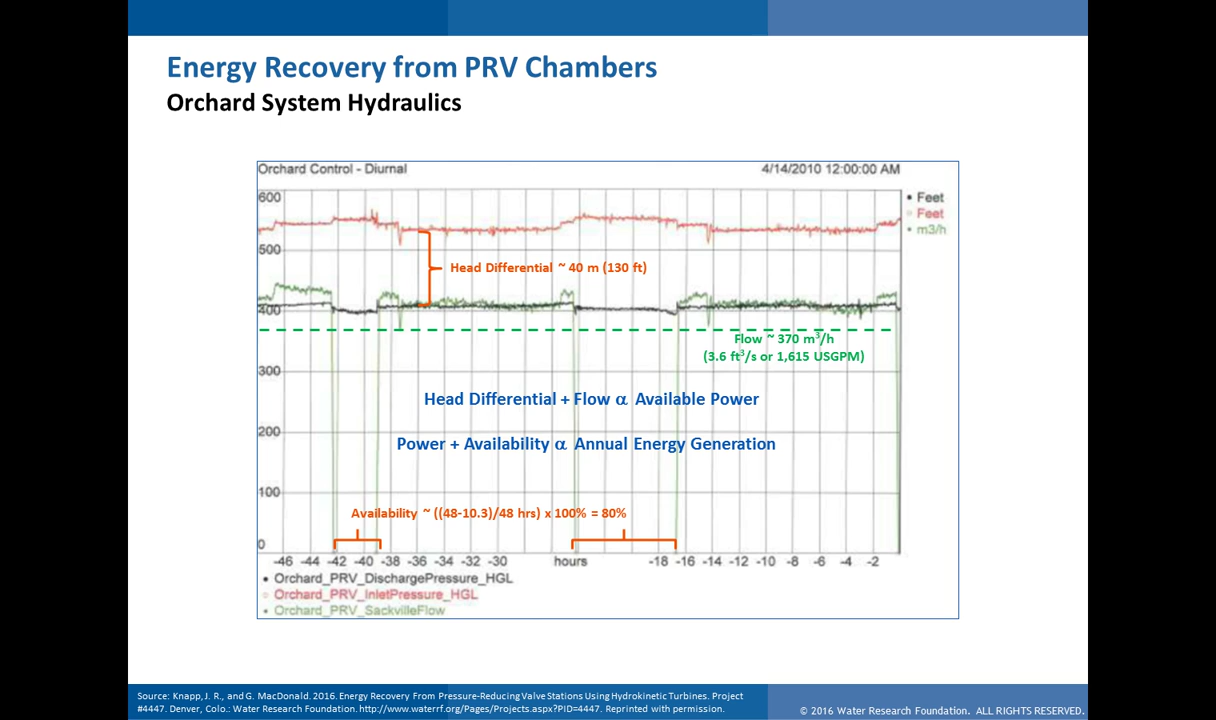 Energy Recovery from PRV Chambers
Orchard System Hydraulics
Orchard Control - Diurnal 4/14/2010 12:00:00 AM
600
• Feet
Feet
• m3/h
500
Head Differential ~ 40 m (130 ft)
400
Flow ~ 370 m³/h
(3.6 ft³/s or 1,615 USGPM)
300
Head Differential + Flow α Available Power
200
Power + Availability α Annual Energy Generation
100
Availability ~ ((48-10.3)/48 hrs) x 100% = 80%
0
-46 -44 -42 -40 -38 -36 -34 -32 -30 hours -18 -16 -14 -12 -10 -8 -6 -4 -2
• Orchard_PRV_DischargePressure_HGL
Orchard_PRV_InletPressure_HGL
• Orchard_PRV_SackvilleFlow
Source: Knapp, J. R., and G. MacDonald. 2016. Energy Recovery From Pressure-Reducing Valve Stations Using Hydrokinetic Turbines. Project
#4447. Denver, Colo.: Water Research Foundation. http://www.waterrf.org/Pages/Projects.aspx?PID=4447. Reprinted with permission.
© 2016 Water Research Foundation. ALL RIGHTS RESERVED.